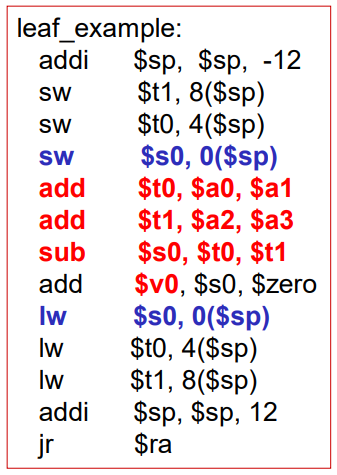 leaf_example:
addi $sp, $sp, -12
sw $t1, 8($sp)
sw $t0, 4($sp)
sw $s0, 0($sp)
add $t0, $a0, $a1
add $t1, $a2, $a3
sub $s0, $t0, $t1
add $v0, $s0, $zero
lw $s0, 0($sp)
lw $t0, 4($sp)
lw $t1, 8($sp)
addi $sp, $sp, 12
jr $ra